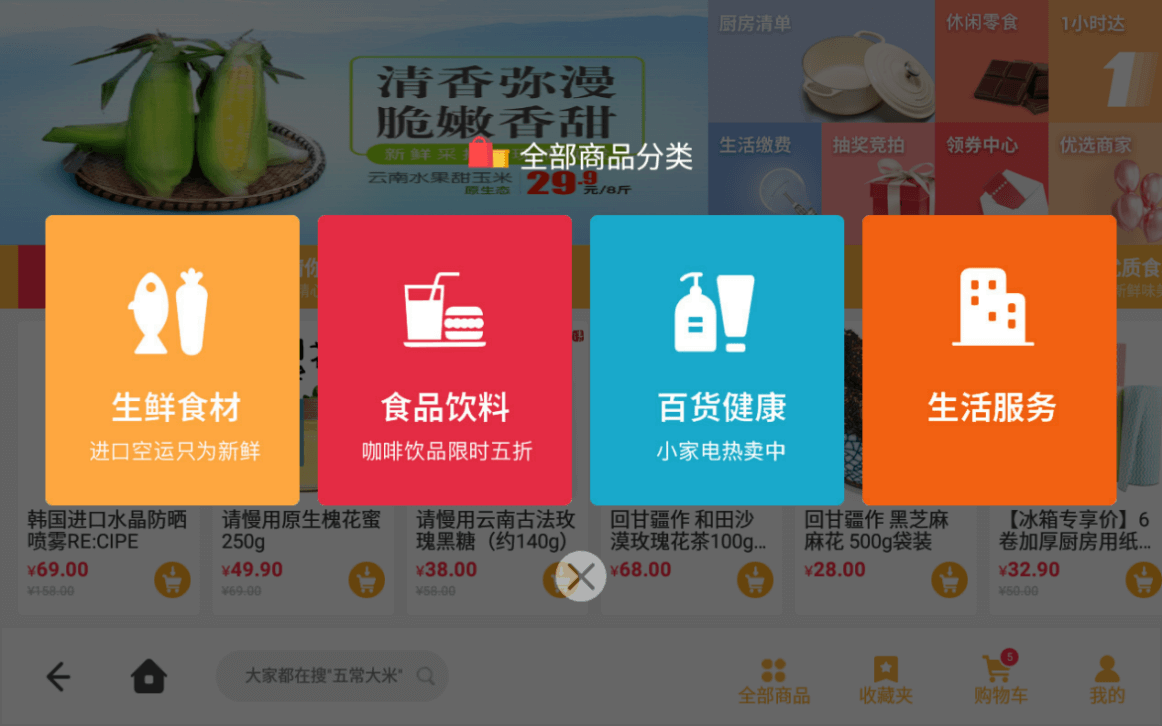 厨房清单
休闲零食
1小时达
清香弥漫
脆嫩香甜
新鲜采
云南水果甜玉米
原生态
29.9
元/8斤
生活缴费
抽奖竞拍
领券中心
优选商家
全部商品分类
生鲜食材
进口空运只为新鲜
食品饮料
咖啡饮品限时五折
百货健康
小家电热卖中
生活服务
韩国进口水晶防晒
喷雾RE:CIPE
¥69.00
¥158.00
请慢用原生槐花蜜
250g
¥49.90
¥69.00
请慢用云南古法玫
瑰黑糖（约140g）
¥38.00
¥58.00
回甘疆作 和田沙
漠玫瑰花茶100g...
¥68.00
回甘疆作 黑芝麻
麻花 500g袋装
¥28.00
【冰箱专享价】6
卷加厚厨房用纸...
¥32.90
¥50.00
大家都在搜"五常大米"
全部商品
收藏夹
5
购物车
我的